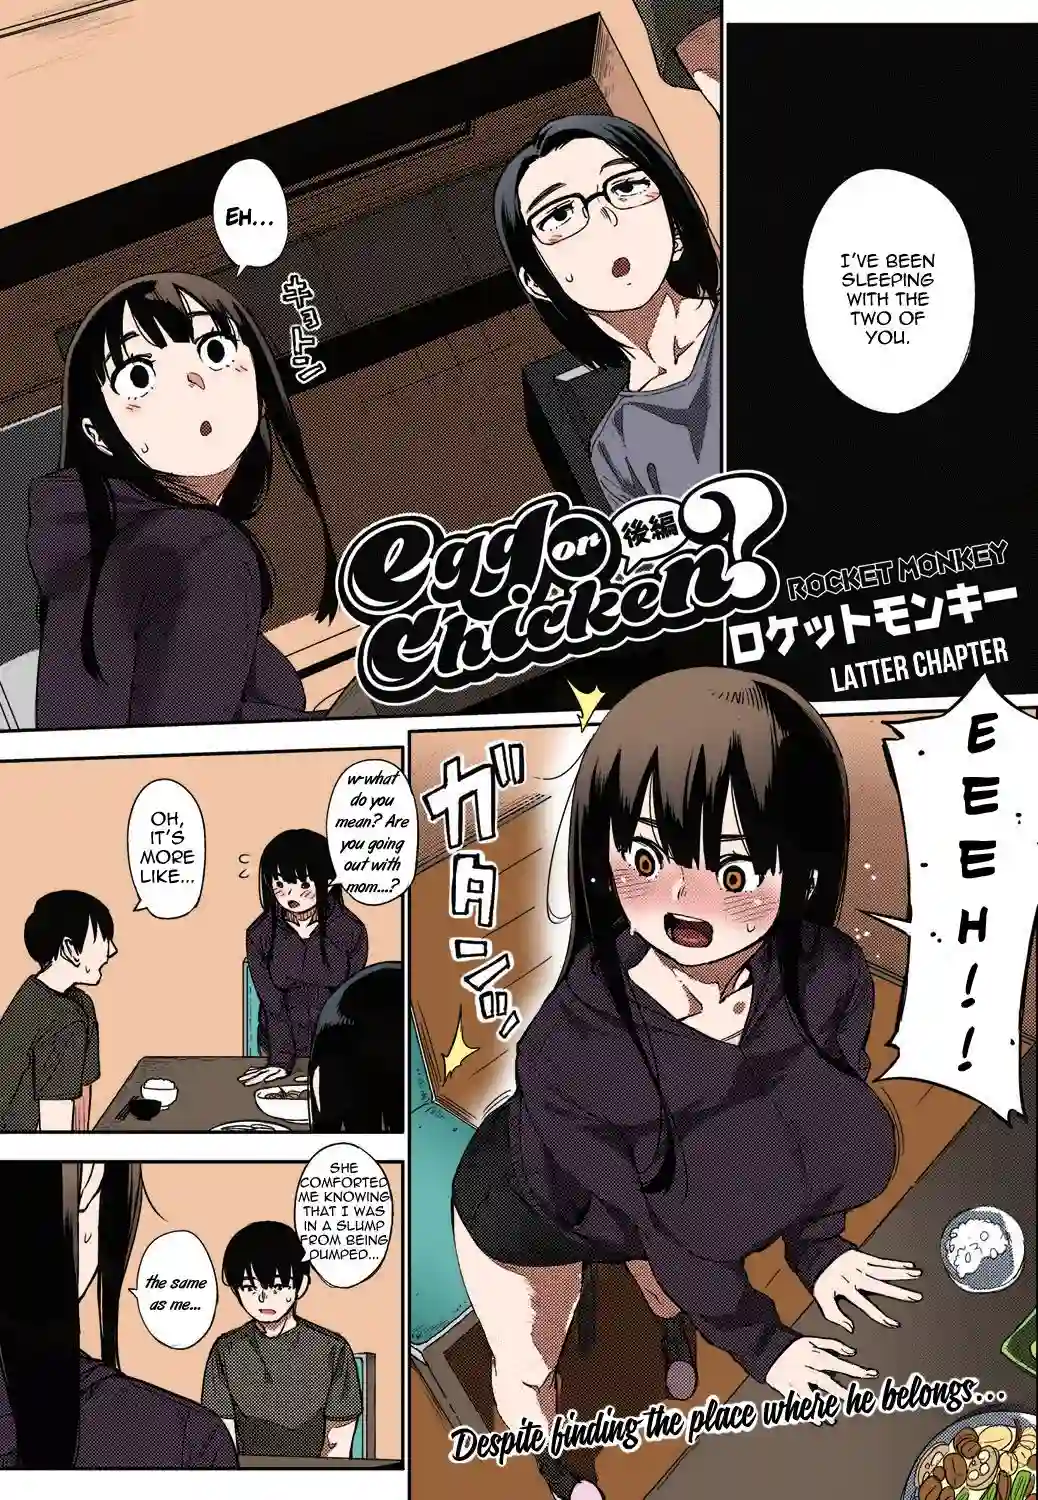 I'VE BEEN
SLEEPING
WITH THE
TWO OF
YOU.
EH...
キョトン
Egg or
Chicken?
後編
ROCKET MONKEY
ロケットモンキー
LATTER CHAPTER
EEEH!!
ガタンッ
w-what
do you
mean? Are
you going
out with
mom....?
OH,
IT'S
MORE
LIKE...
SHE
COMFORTED
ME KNOWING
THAT I WAS
IN A SLUMP
FROM BEING
DUMPED...
the same
as me...
Despite finding the place where he belongs...